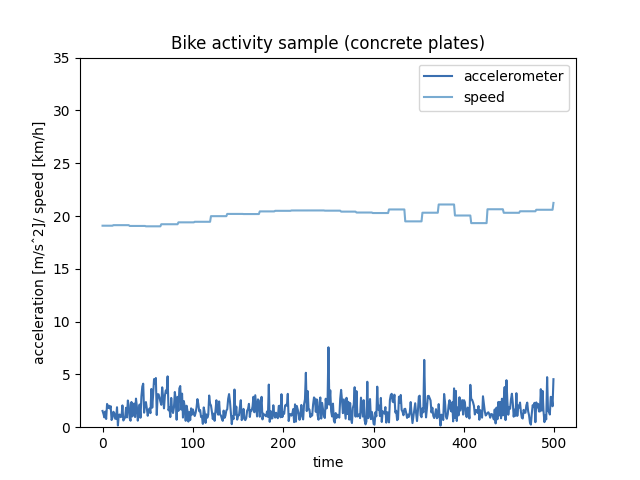 Bike activity sample (concrete plates)
acceleration [m/s^2]/ speed [km/h]
35
30
25
20
15
10
5
0
accelerometer
speed
0 100 200 300 400 500
time